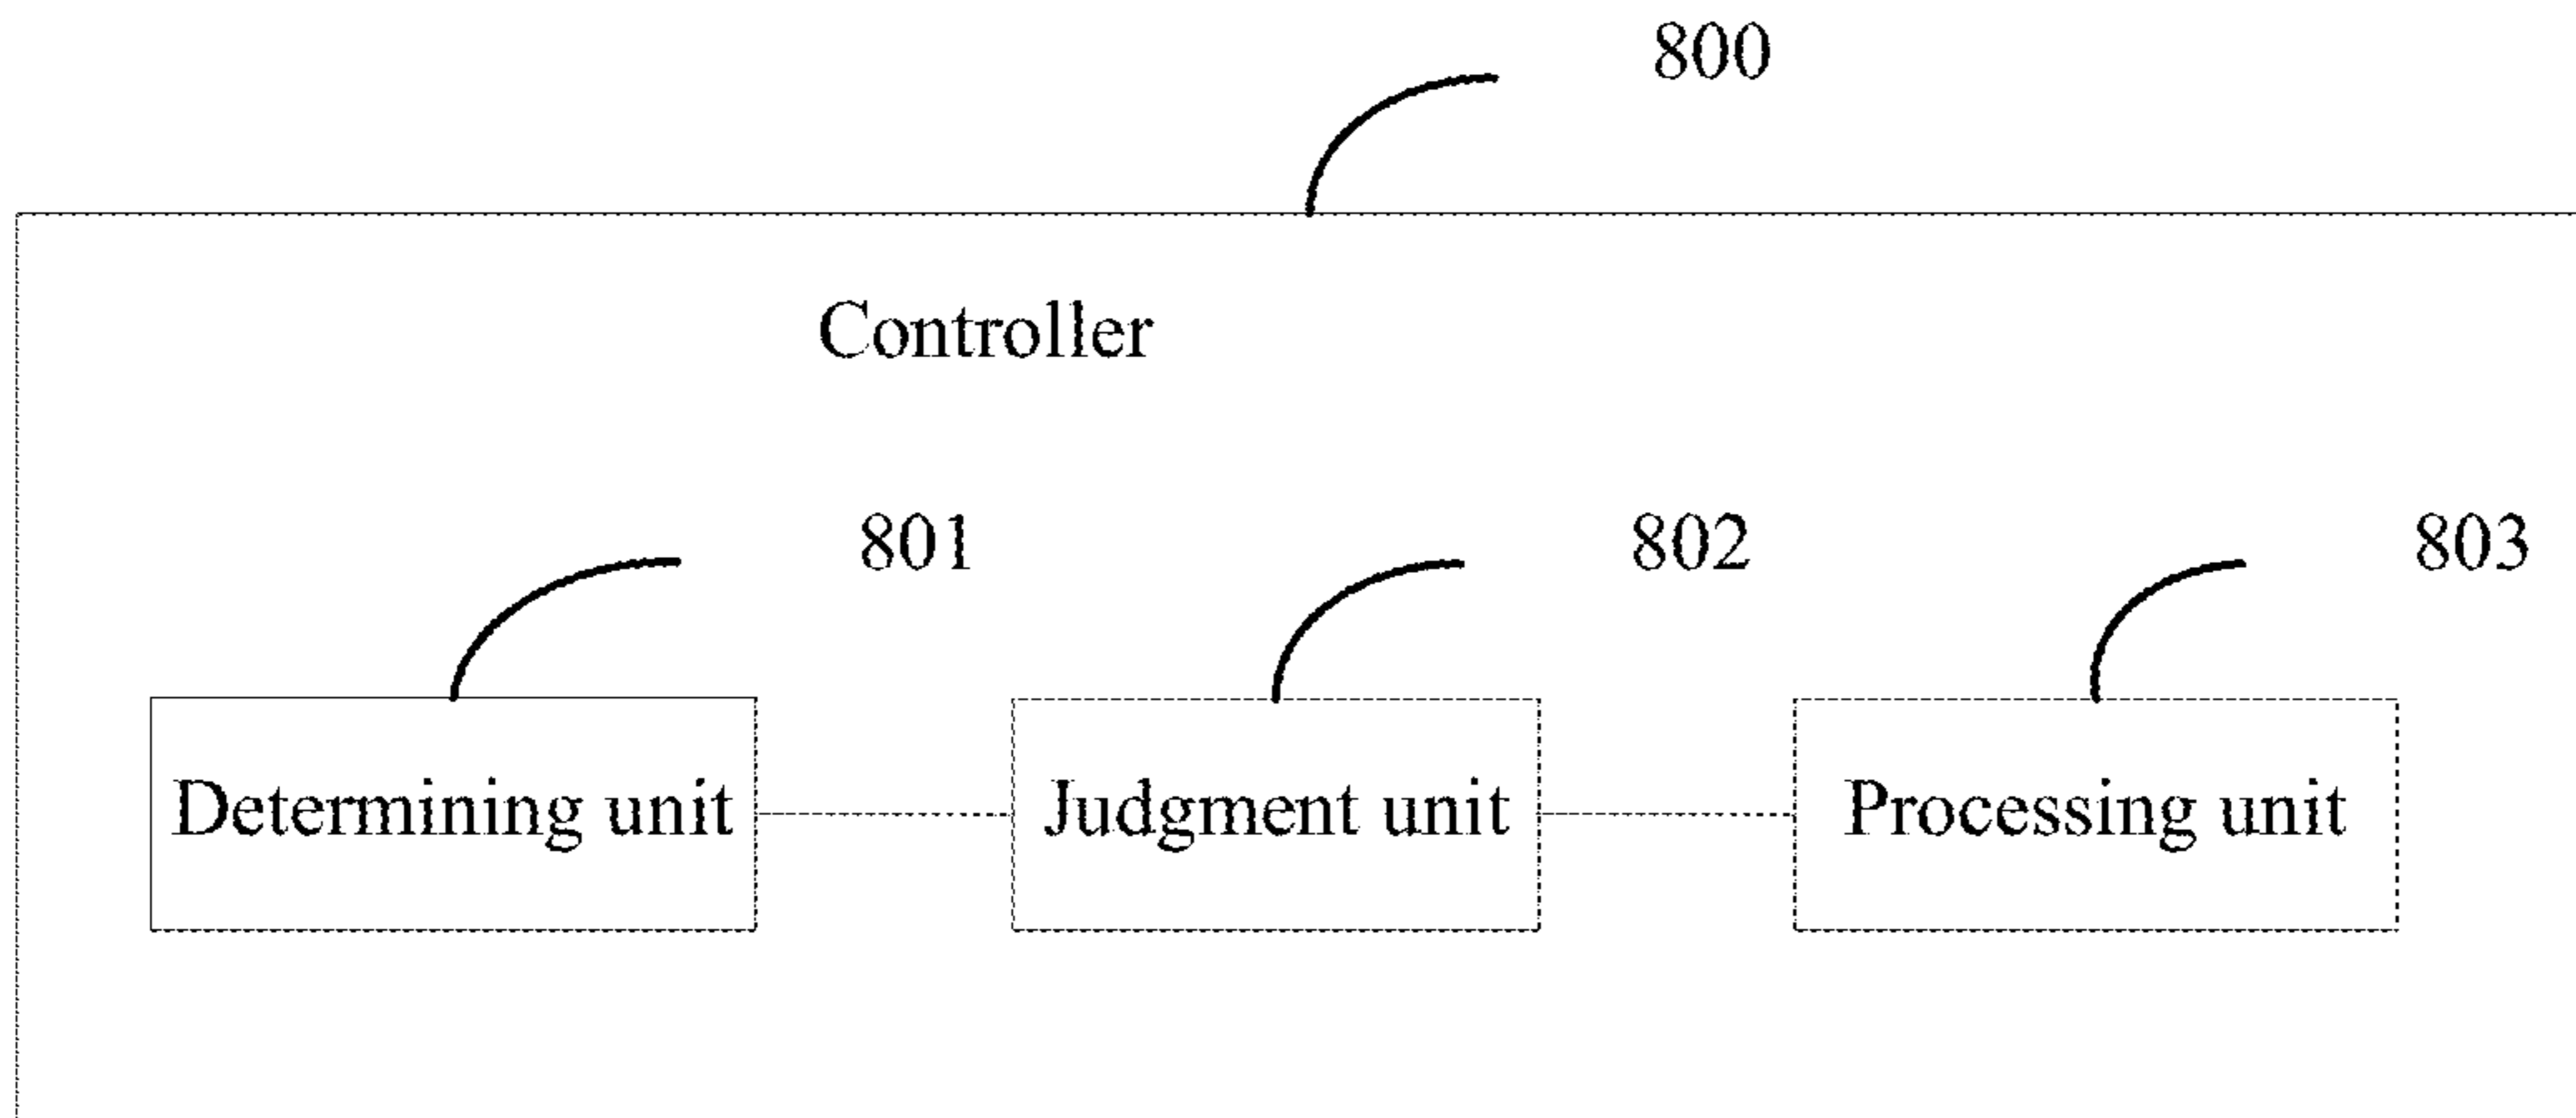 800
Controller
801
802
803
Determining unit
Judgment unit
Processing unit